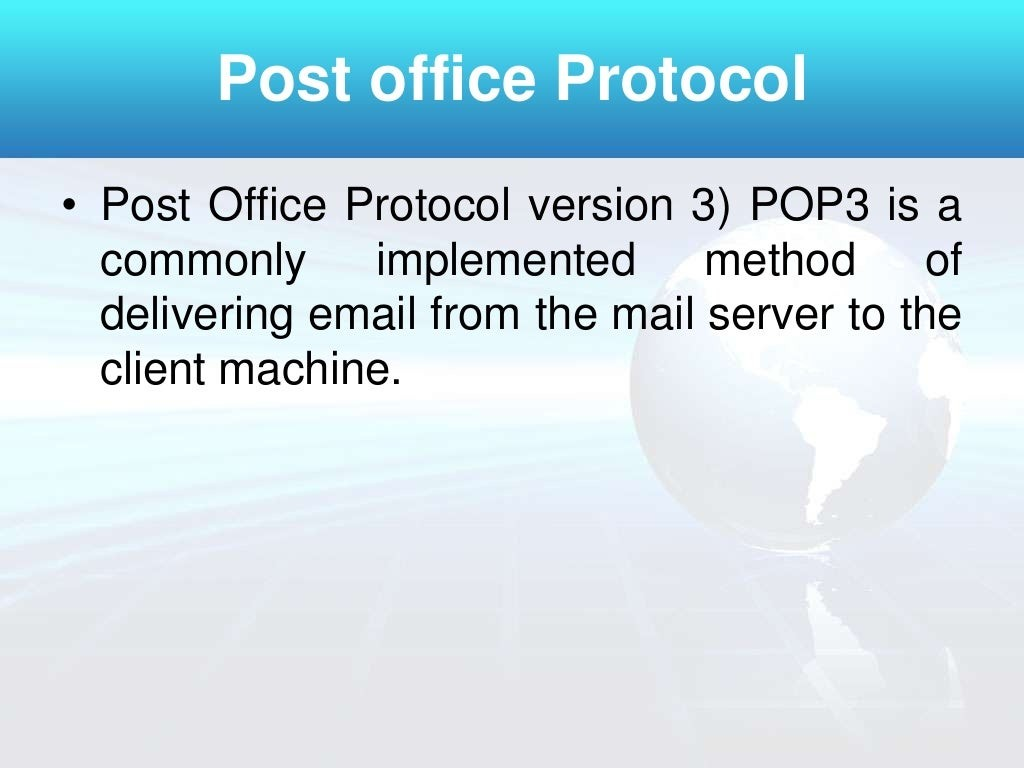 Post office Protocol
• Post Office Protocol version 3) POP3 is a
commonly implemented method of
delivering email from the mail server to the
client machine.